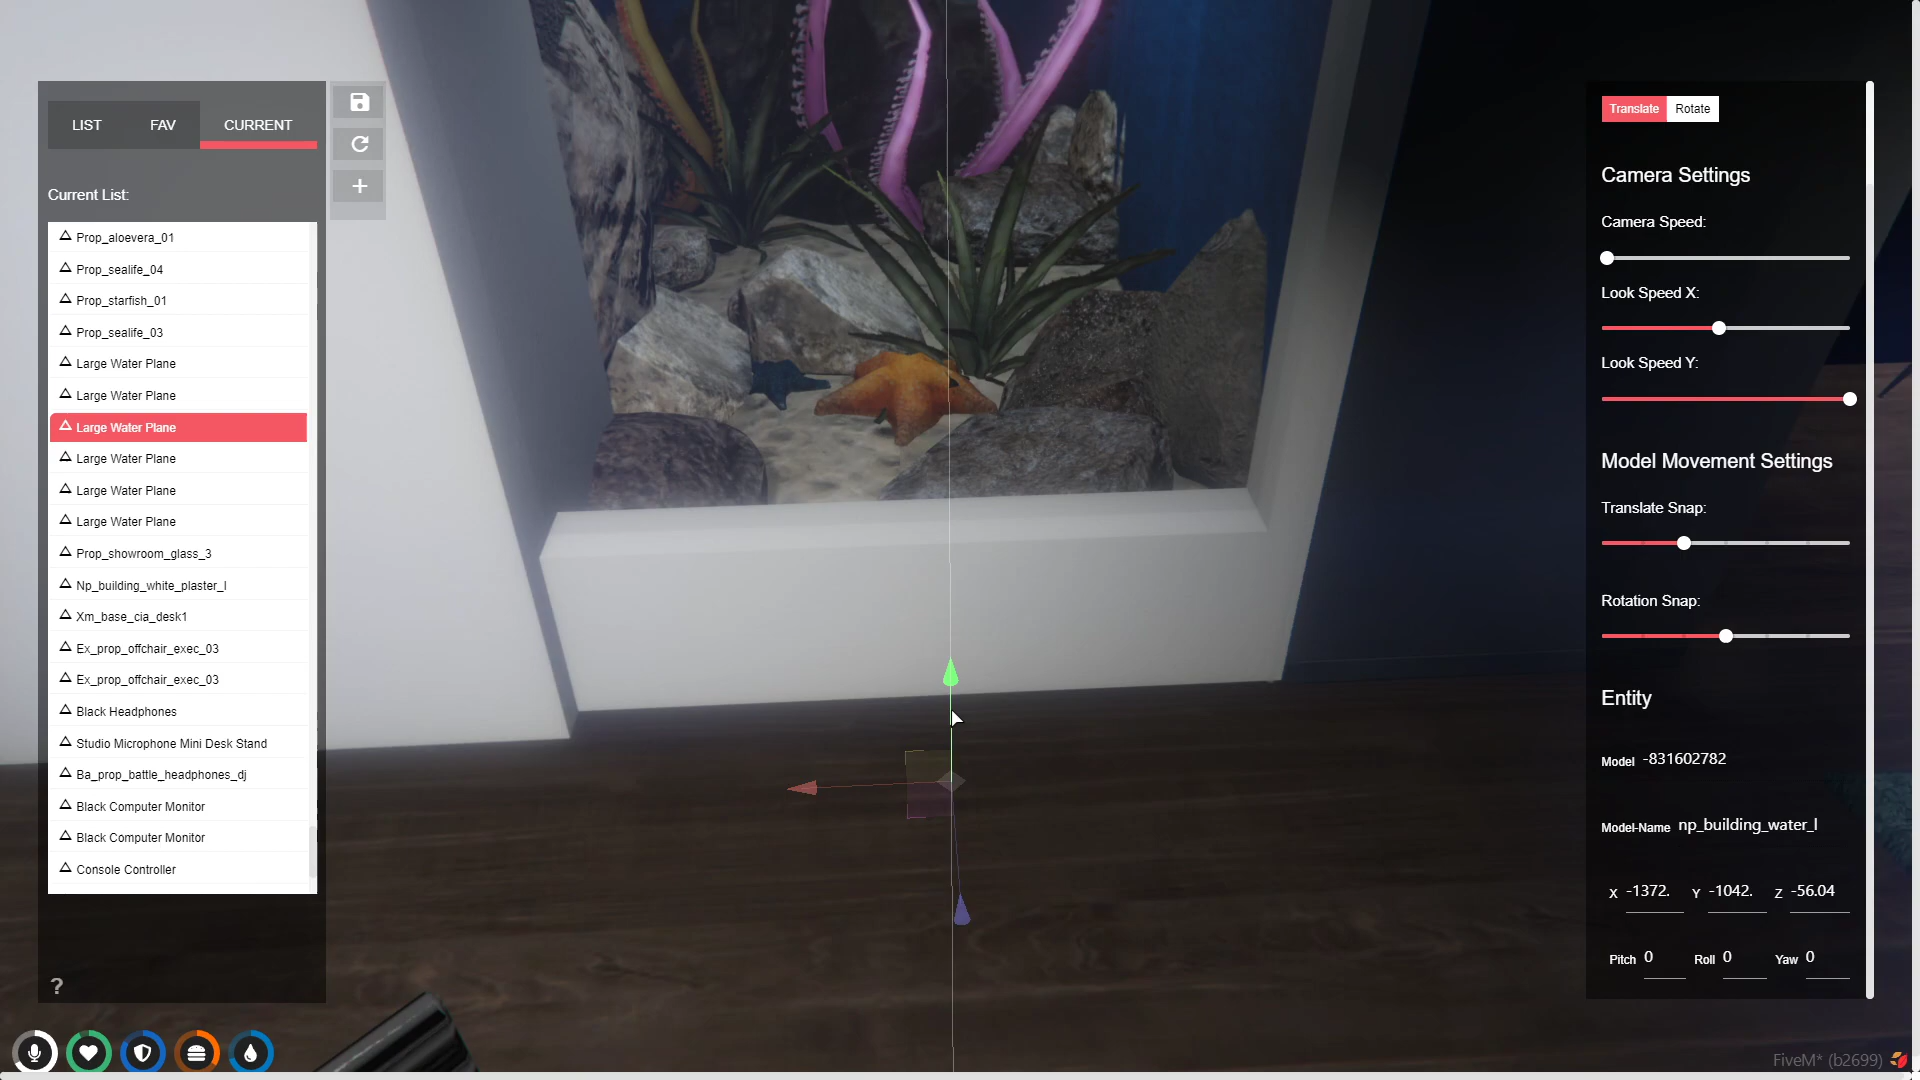 LIST FAV CURRENT
Current List:
Prop_aloevera_01
Prop_sealife_04
Prop_starfish_01
Prop_sealife_03
Large Water Plane
Large Water Plane
Large Water Plane
Large Water Plane
Large Water Plane
Large Water Plane
Prop_showroom_glass_3
Np_building_white_plaster_l
Xm_base_cia_desk1
Ex_prop_offchair_exec_03
Ex_prop_offchair_exec_03
Black Headphones
Studio Microphone Mini Desk Stand
Ba_prop_battle_headphones_dj
Black Computer Monitor
Black Computer Monitor
Console Controller
?
Translate Rotate
Camera Settings
Camera Speed:
Look Speed X:
Look Speed Y:
Model Movement Settings
Translate Snap:
Rotation Snap:
Entity
Model -831602782
Model-Name np_building_water_l
X -1372. Y -1042. Z -56.04
Pitch 0 Roll 0 Yaw 0
FiveM* (b2699)